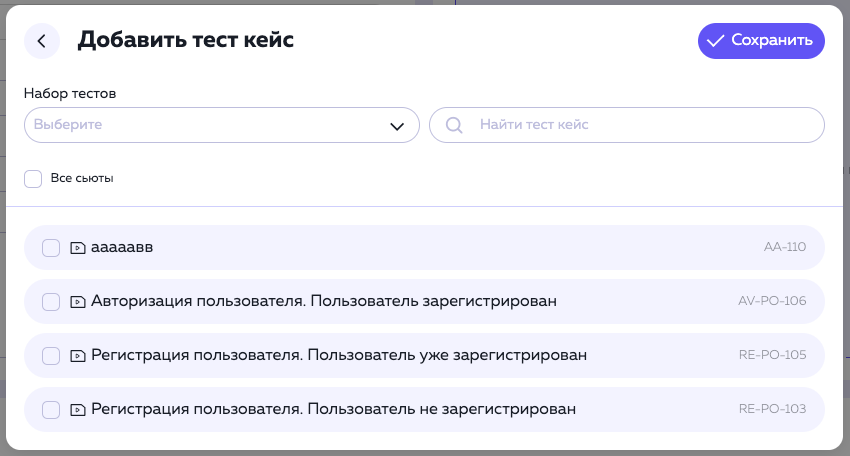 Добавить тест кейс
Сохранить
Набор тестов
Выберите
Найти тест кейс
Все сьюты
ааааавв
AA-110
Авторизация пользователя. Пользователь зарегистрирован
AV-PO-106
Регистрация пользователя. Пользователь уже зарегистрирован
RE-PO-105
Регистрация пользователя. Пользователь не зарегистрирован
RE-PO-103